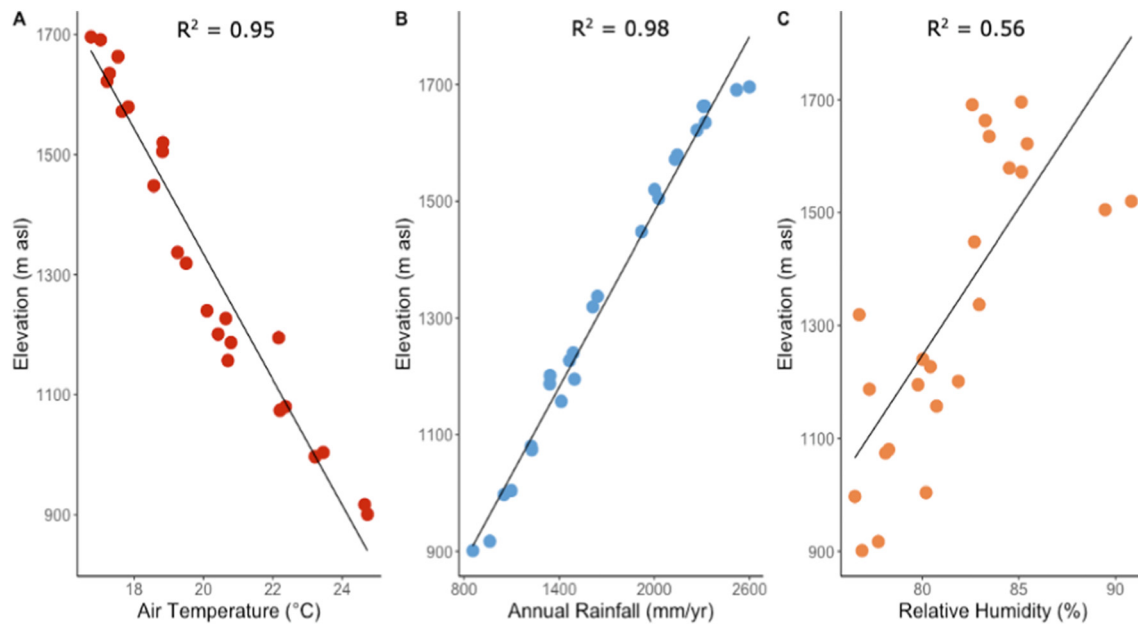 A
R² = 0.95
1700
1500
1300
1100
900
Elevation (m asl)
18
20
22
24
Air Temperature (°C)
B
R² = 0.98
1700
1500
1300
1100
900
Elevation (m asl)
800
1400
2000
2600
Annual Rainfall (mm/yr)
C
R² = 0.56
1700
1500
1300
1100
900
Elevation (m asl)
80
85
90
Relative Humidity (%)